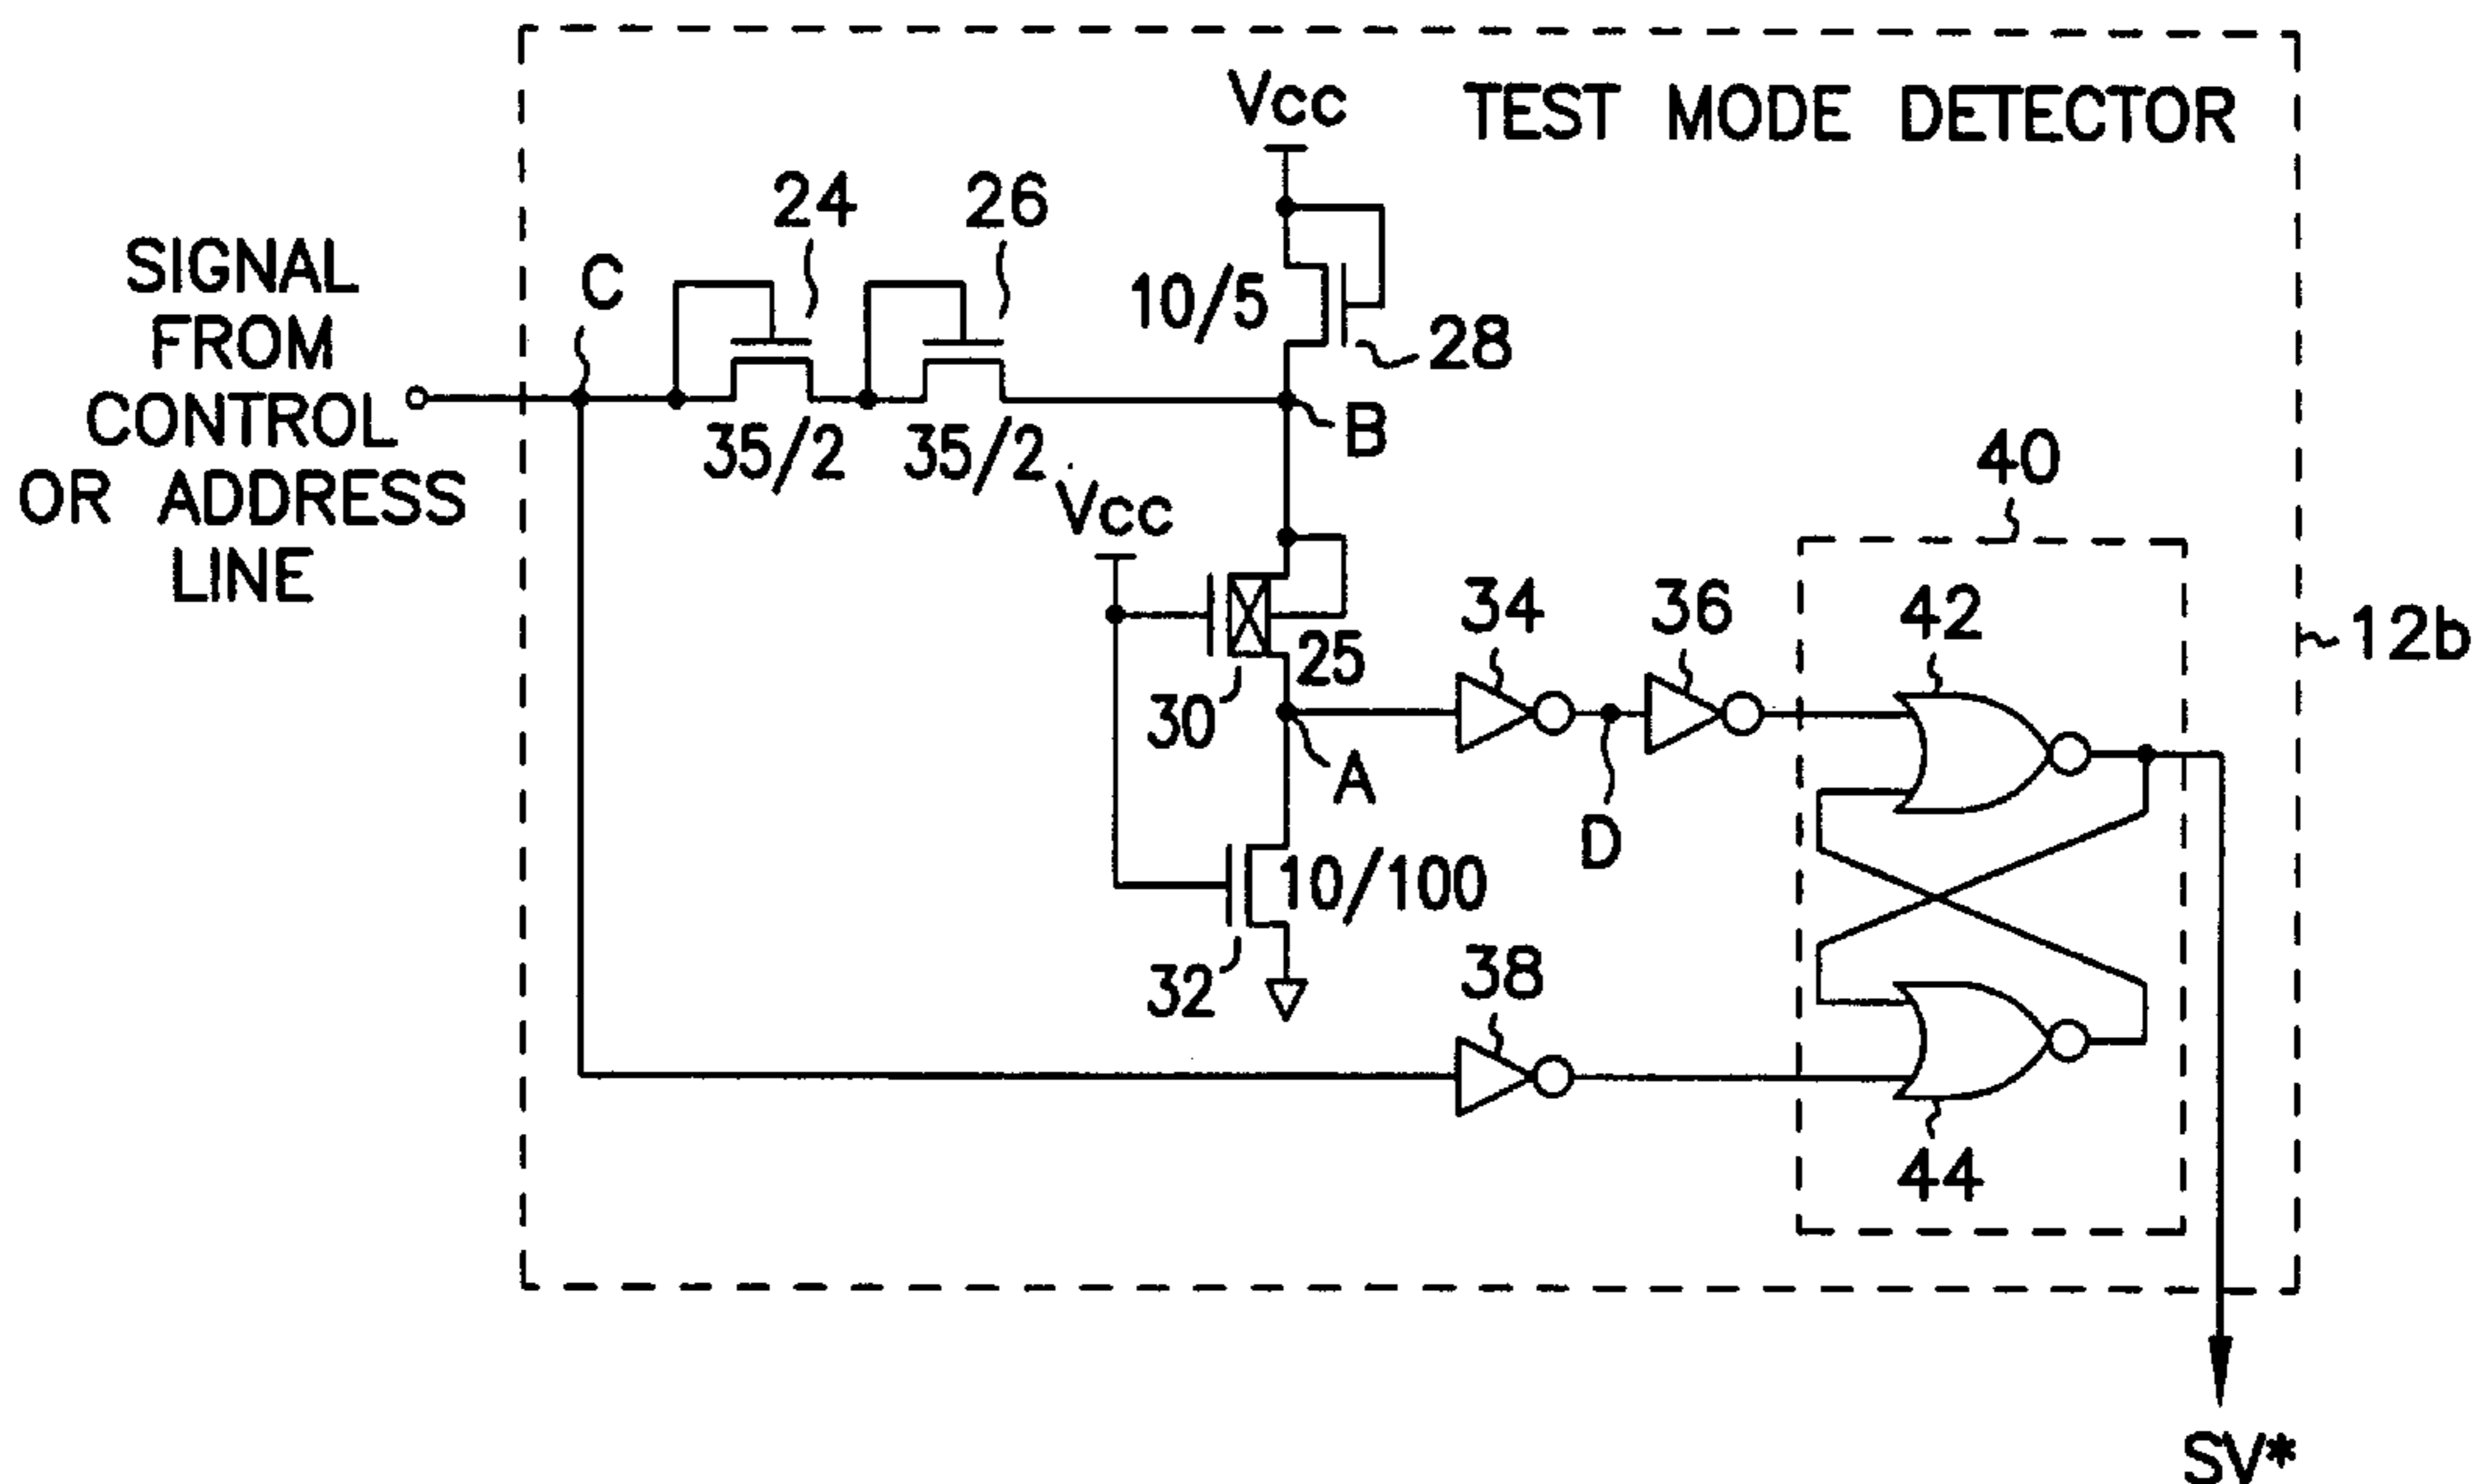 Vcc
TEST MODE DETECTOR
24
26
SIGNAL
FROM
CONTROL
OR ADDRESS
LINE
C
10/5
28
35/2
35/2
B
Vcc
40
34
36
42
12b
25
30
A
D
10/100
32
38
44
SV*